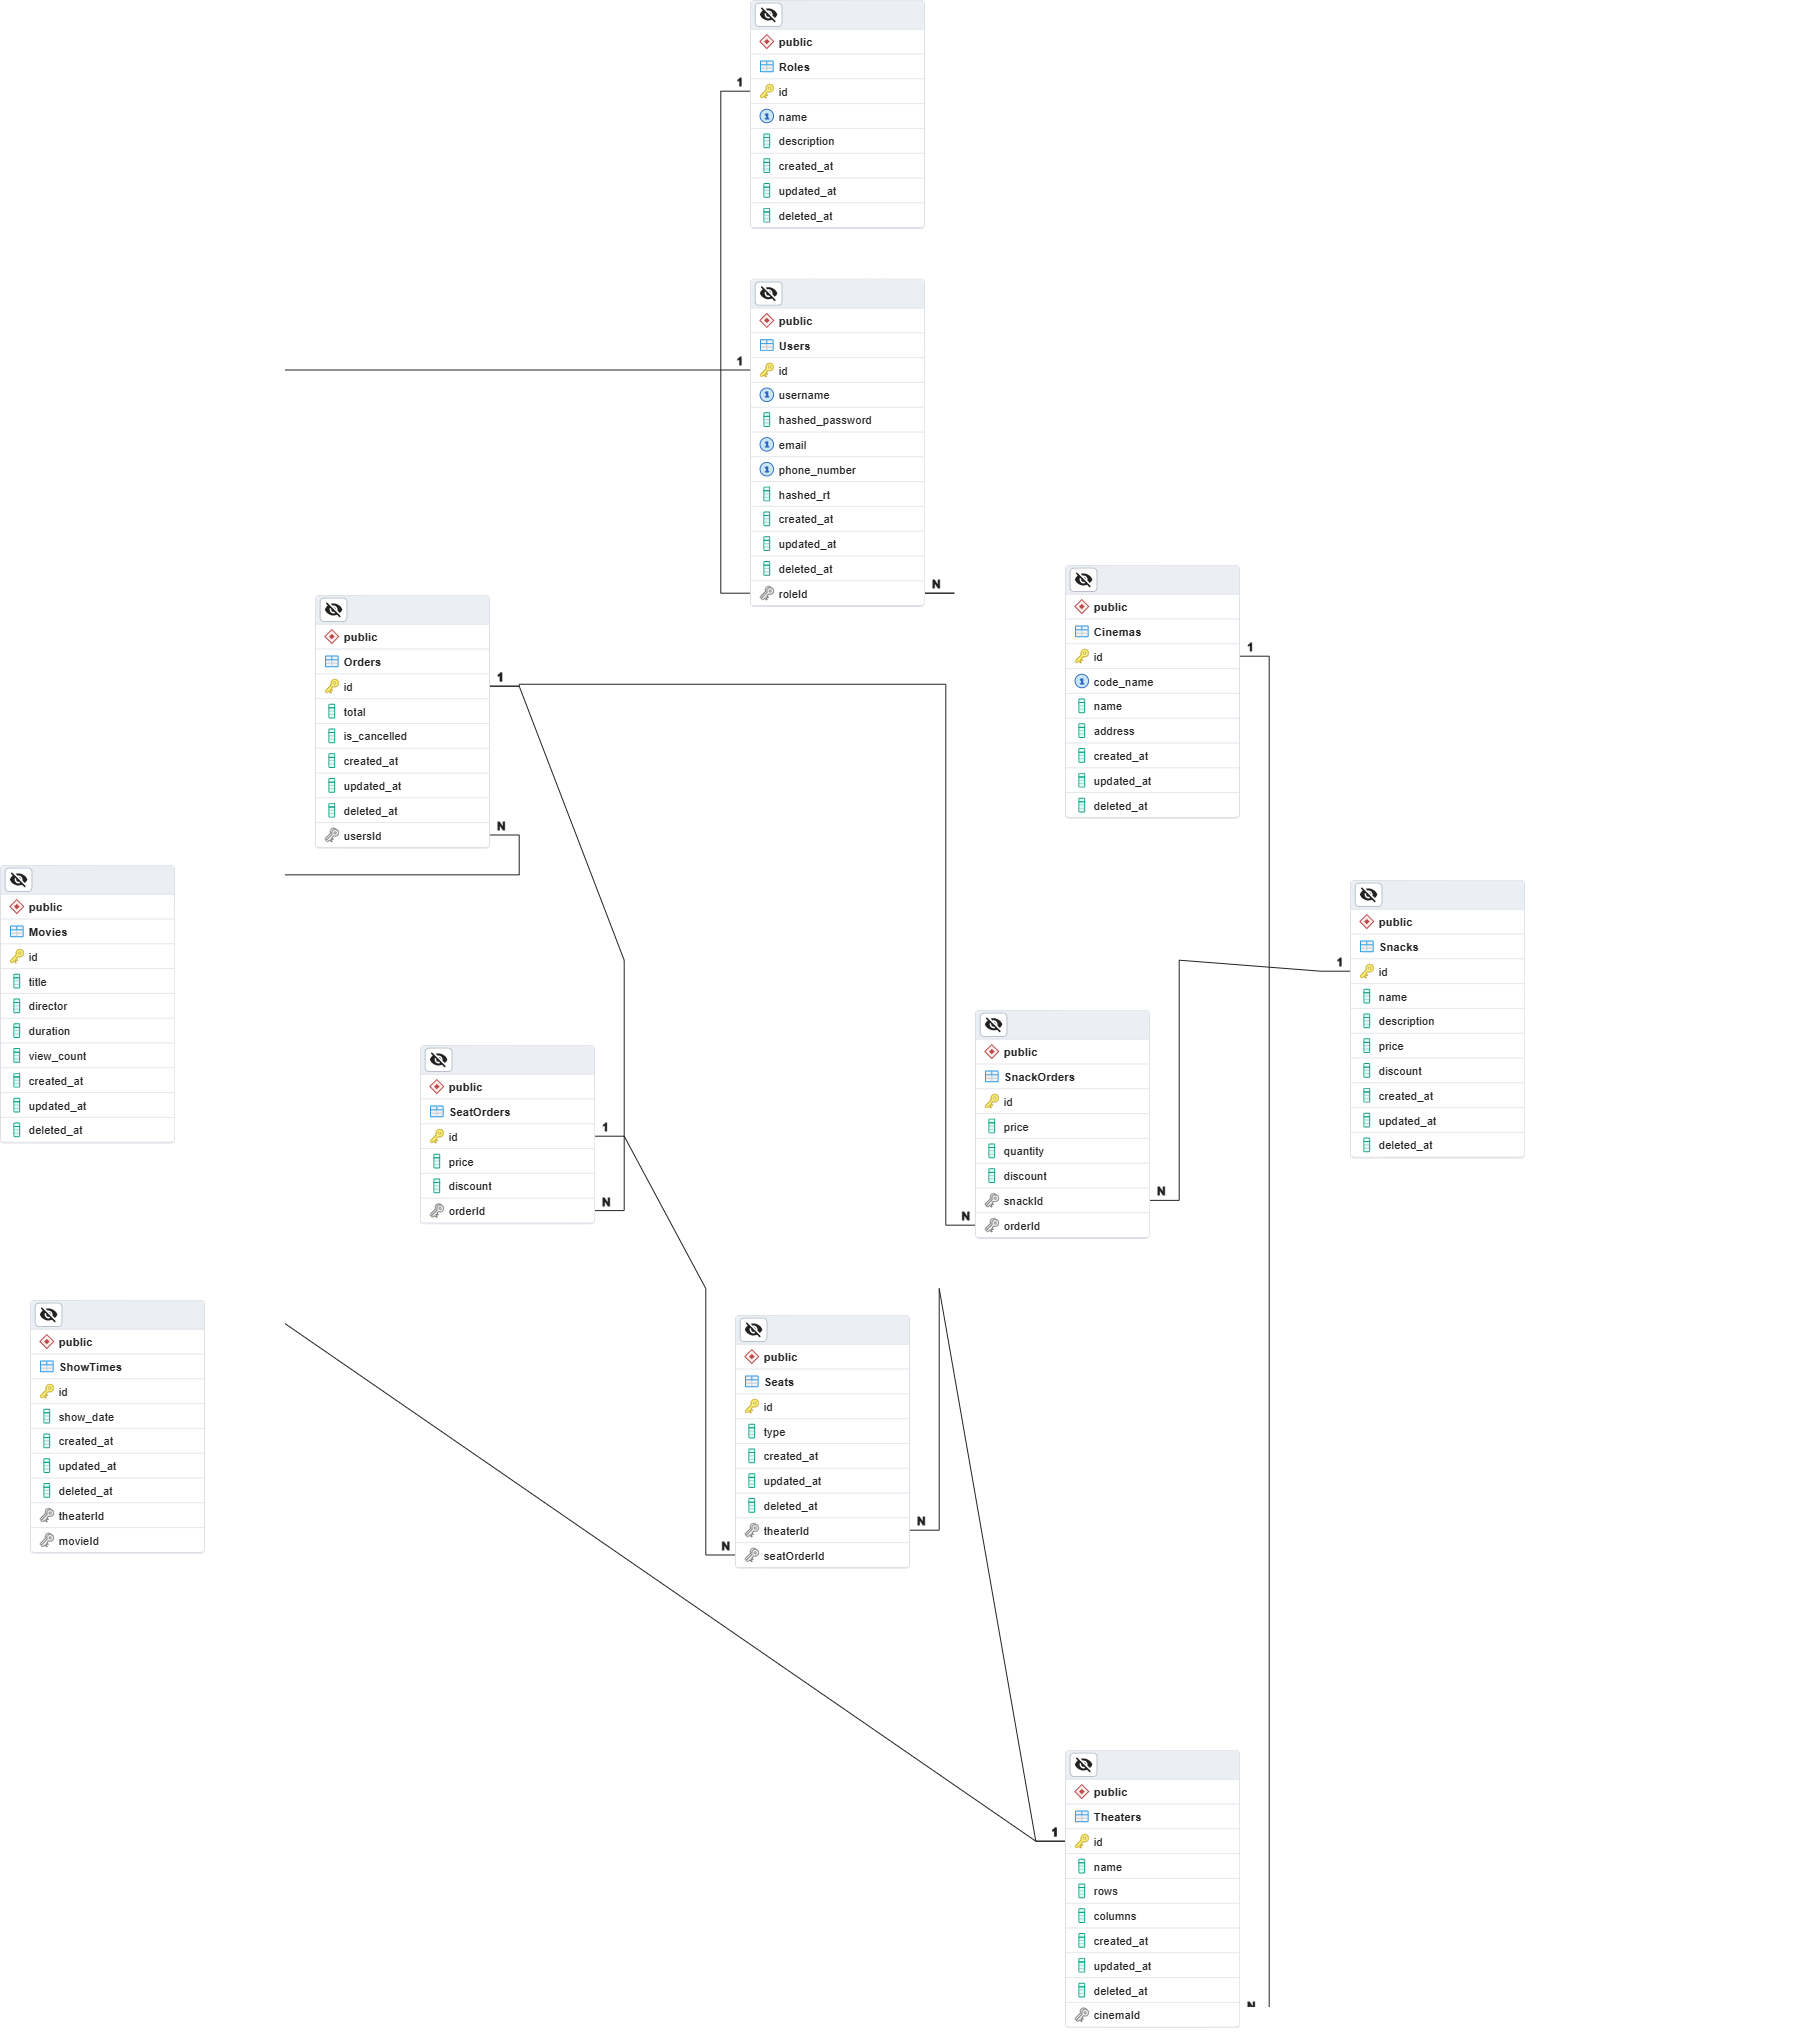 public
Roles
1
id
name
description
created_at
updated_at
deleted_at
public
Users
1
id
username
hashed_password
email
phone_number
hashed_rt
created_at
updated_at
deleted_at
roleId
N
public
Cinemas
id
1
code_name
name
address
created_at
updated_at
deleted_at
public
Orders
id
1
total
is_cancelled
created_at
updated_at
deleted_at
usersId
N
public
Movies
id
title
director
duration
view_count
created_at
updated_at
deleted_at
public
Snacks
1
id
name
description
price
discount
created_at
updated_at
deleted_at
public
SeatOrders
id
1
price
discount
orderId
N
public
SnackOrders
id
price
quantity
discount
snackId
N
N
orderId
public
ShowTimes
id
show_date
created_at
updated_at
deleted_at
theaterId
movieId
public
Seats
id
type
created_at
updated_at
deleted_at
theaterId
N
N
seatOrderId
public
Theaters
1
id
name
rows
columns
created_at
updated_at
deleted_at
cinemaId
N